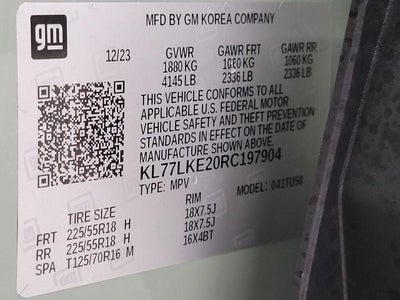 gm
MFD BY GM KOREA COMPANY
12/23 GVWR GAWR FRT GAWR RR
1880 KG 1060 KG 1060 KG
4145 LB 2336 LB 2336 LB
THIS VEHICLE CONFORMS TO ALL
APPLICABLE U.S. FEDERAL MOTOR
VEHICLE SAFETY AND THEFT PREVENTION
STANDARDS IN EFFECT ON THE DATE OF
MANUFACTURE SHOWN ABOVE.
KL77LKE20RC197904
TYPE: MPV MODEL: 041TU56
TIRE SIZE RIM
FRT 225/55R18 H 18X7.5J
RR 225/55R18 H 18X7.5J
SPA T125/70R16 M 16X4BT